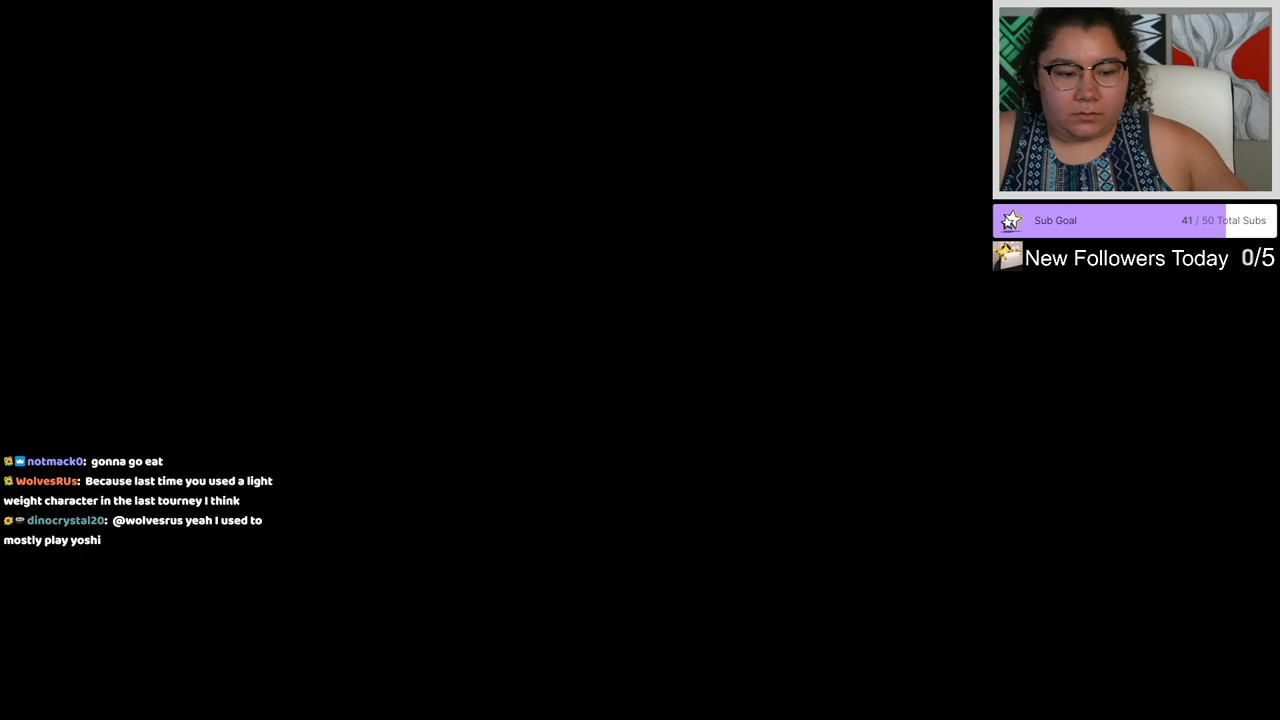 Sub Goal 41 / 50 Total Subs
New Followers Today 0/5
notmack0: gonna go eat
WolvesRUs: Because last time you used a light
weight character in the last tourney I think
dinocrystal20: @wolvesrus yeah I used to
mostly play yoshi